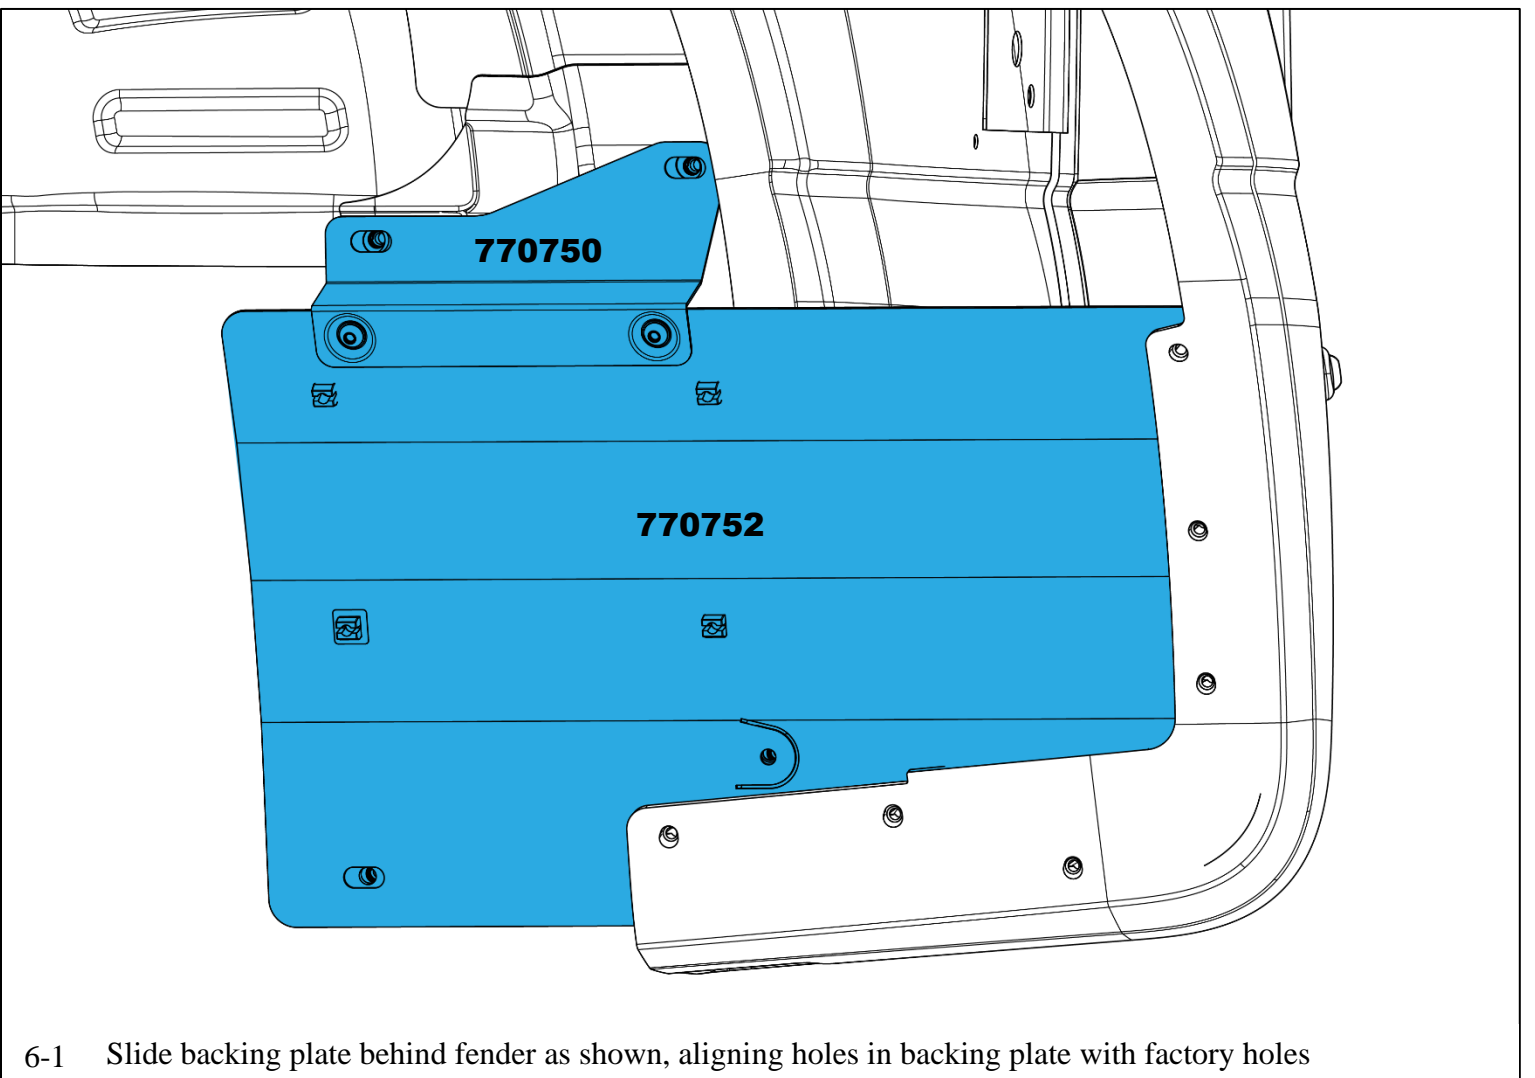 770750
770752
6-1 Slide backing plate behind fender as shown, aligning holes in backing plate with factory holes